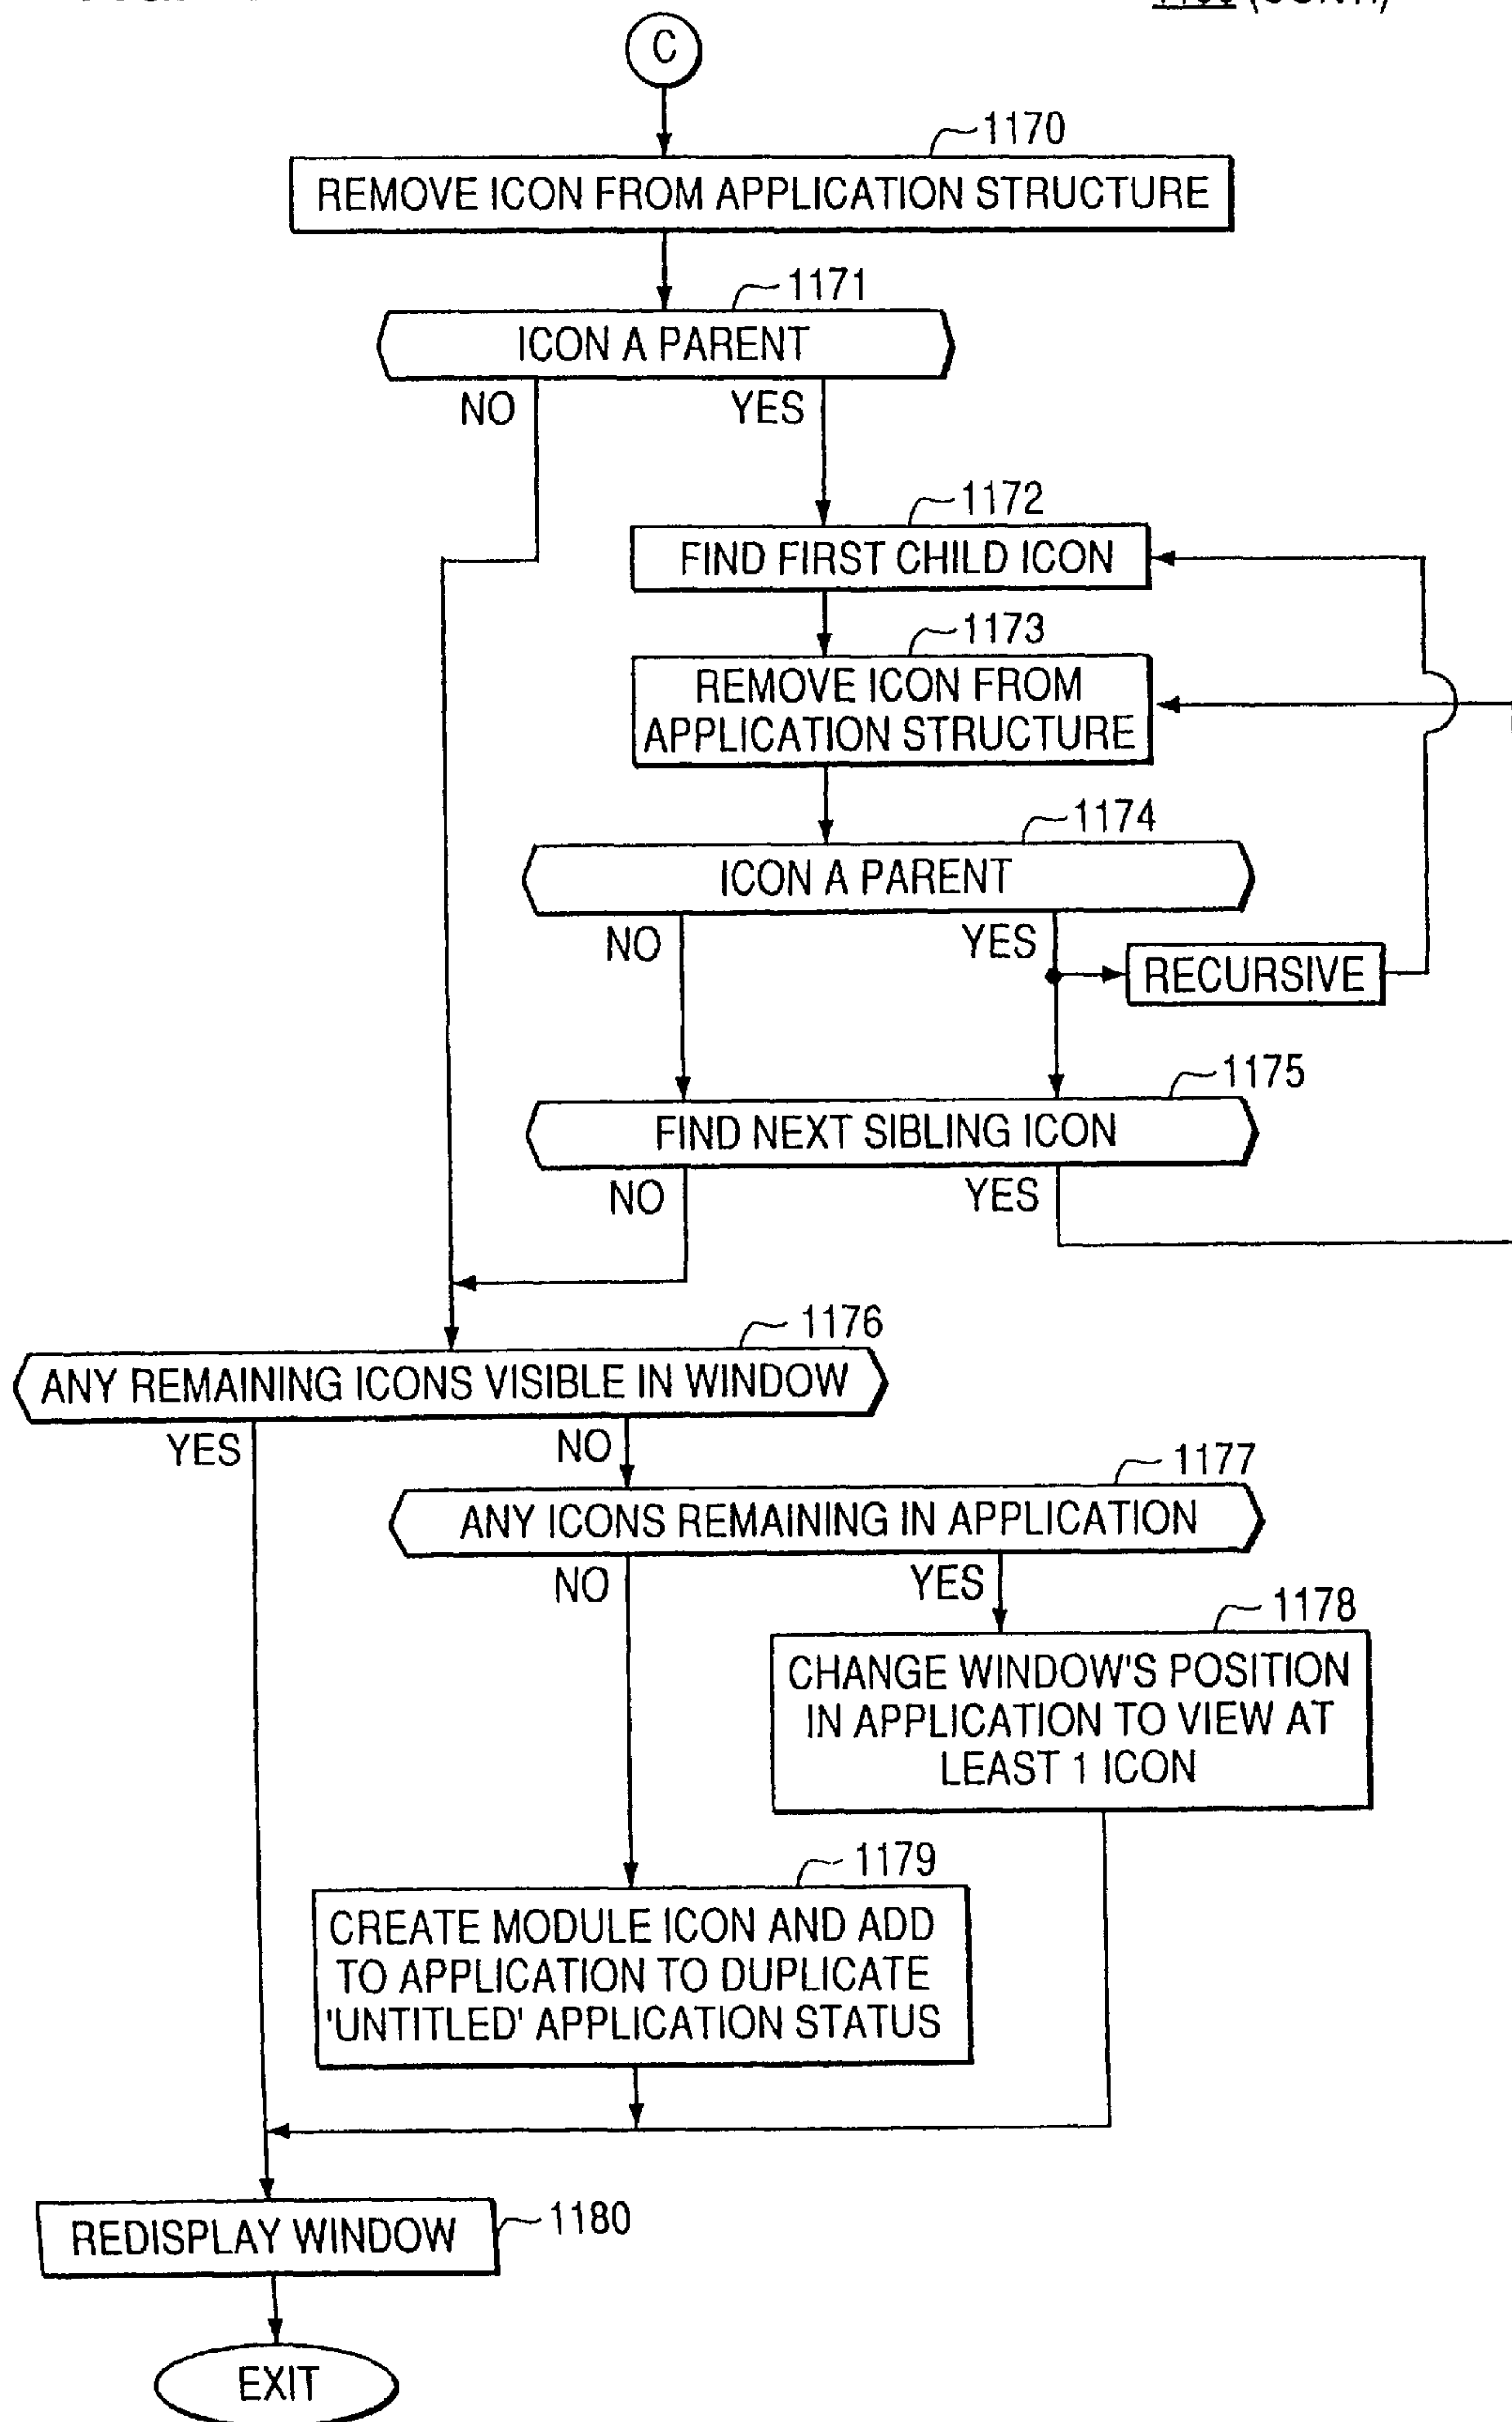 C
1170
REMOVE ICON FROM APPLICATION STRUCTURE
1171
ICON A PARENT
NO
YES
1172
FIND FIRST CHILD ICON
1173
REMOVE ICON FROM
APPLICATION STRUCTURE
1174
ICON A PARENT
NO
YES
RECURSIVE
1175
FIND NEXT SIBLING ICON
NO
YES
1176
ANY REMAINING ICONS VISIBLE IN WINDOW
YES
NO
1177
ANY ICONS REMAINING IN APPLICATION
NO
YES
1178
CHANGE WINDOW'S POSITION
IN APPLICATION TO VIEW AT
LEAST 1 ICON
1179
CREATE MODULE ICON AND ADD
TO APPLICATION TO DUPLICATE
'UNTITLED' APPLICATION STATUS
REDISPLAY WINDOW
1180
EXIT